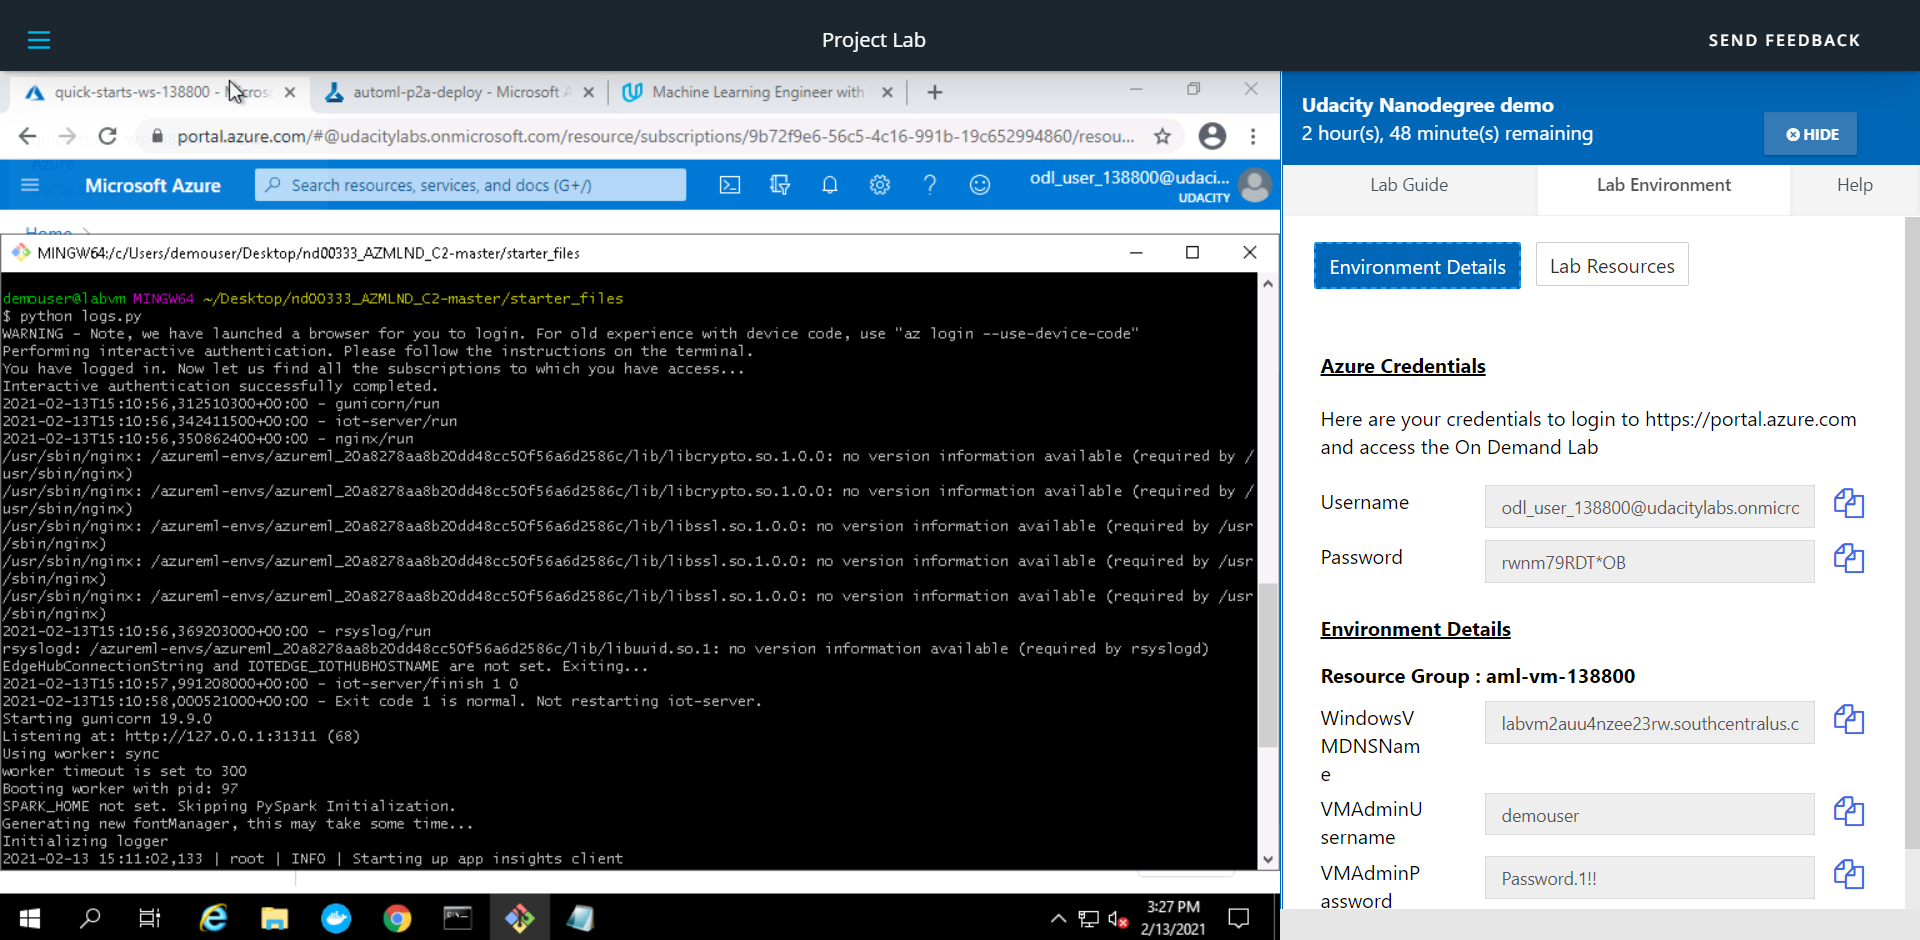 Project Lab
SEND FEEDBACK
quick-starts-ws-138800 - Micros
automl-p2a-deploy - Microsoft A
Machine Learning Engineer with
portal.azure.com/#@udacitylabs.onmicrosoft.com/resource/subscriptions/9b72f9e6-56c5-4c16-991b-19c652994860/resou...
Microsoft Azure
Search resources, services, and docs (G+/)
odl_user_138800@udaci...
UDACITY
Home
MINGW64:/c/Users/demouser/Desktop/nd00333_AZMLND_C2-master/starter_files
demouser@labvm MINGW64 ~/Desktop/nd00333_AZMLND_C2-master/starter_files
$ python logs.py
WARNING - Note, we have launched a browser for you to login. For old experience with device code, use "az login --use-device-code"
Performing interactive authentication. Please follow the instructions on the terminal.
You have logged in. Now let us find all the subscriptions to which you have access...
Interactive authentication successfully completed.
2021-02-13T15:10:56,312510300+00:00 - gunicorn/run
2021-02-13T15:10:56,342411500+00:00 - iot-server/run
2021-02-13T15:10:56,350862400+00:00 - nginx/run
/usr/sbin/nginx: /azureml-envs/azureml_20a8278aa8b20dd48cc50f56a6d2586c/lib/libcrypto.so.1.0.0: no version information available (required by /
usr/sbin/nginx)
/usr/sbin/nginx: /azureml-envs/azureml_20a8278aa8b20dd48cc50f56a6d2586c/lib/libcrypto.so.1.0.0: no version information available (required by /
usr/sbin/nginx)
/usr/sbin/nginx: /azureml-envs/azureml_20a8278aa8b20dd48cc50f56a6d2586c/lib/libssl.so.1.0.0: no version information available (required by /usr
/sbin/nginx)
/usr/sbin/nginx: /azureml-envs/azureml_20a8278aa8b20dd48cc50f56a6d2586c/lib/libssl.so.1.0.0: no version information available (required by /usr
/sbin/nginx)
/usr/sbin/nginx: /azureml-envs/azureml_20a8278aa8b20dd48cc50f56a6d2586c/lib/libssl.so.1.0.0: no version information available (required by /usr
/sbin/nginx)
2021-02-13T15:10:56,369203000+00:00 - rsyslog/run
rsyslogd: /azureml-envs/azureml_20a8278aa8b20dd48cc50f56a6d2586c/lib/libuuid.so.1: no version information available (required by rsyslogd)
EdgeHubConnectionString and IOTEDGE_IOTHUBHOSTNAME are not set. Exiting...
2021-02-13T15:10:57,991208000+00:00 - iot-server/finish 1 0
2021-02-13T15:10:58,000521000+00:00 - Exit code 1 is normal. Not restarting iot-server.
Starting gunicorn 19.9.0
Listening at: http://127.0.0.1:31311 (68)
Using worker: sync
worker timeout is set to 300
Booting worker with pid: 97
SPARK_HOME not set. Skipping PySpark Initialization.
Generating new fontManager, this may take some time...
Initializing logger
2021-02-13 15:11:02,133 | root | INFO | Starting up app insights client
3:27 PM
2/13/2021
Udacity Nanodegree demo
2 hour(s), 48 minute(s) remaining
HIDE
Lab Guide
Lab Environment
Help
Environment Details
Lab Resources
Azure Credentials
Here are your credentials to login to https://portal.azure.com
and access the On Demand Lab
Username
odl_user_138800@udacitylabs.onmicro
Password
rwnm79RDT*OB
Environment Details
Resource Group : aml-vm-138800
WindowsV
MDNSNam
e
labvm2auu4nzee23rw.southcentralus.c
VMAdminU
sername
demouser
VMAdminP
assword
Password.1!!